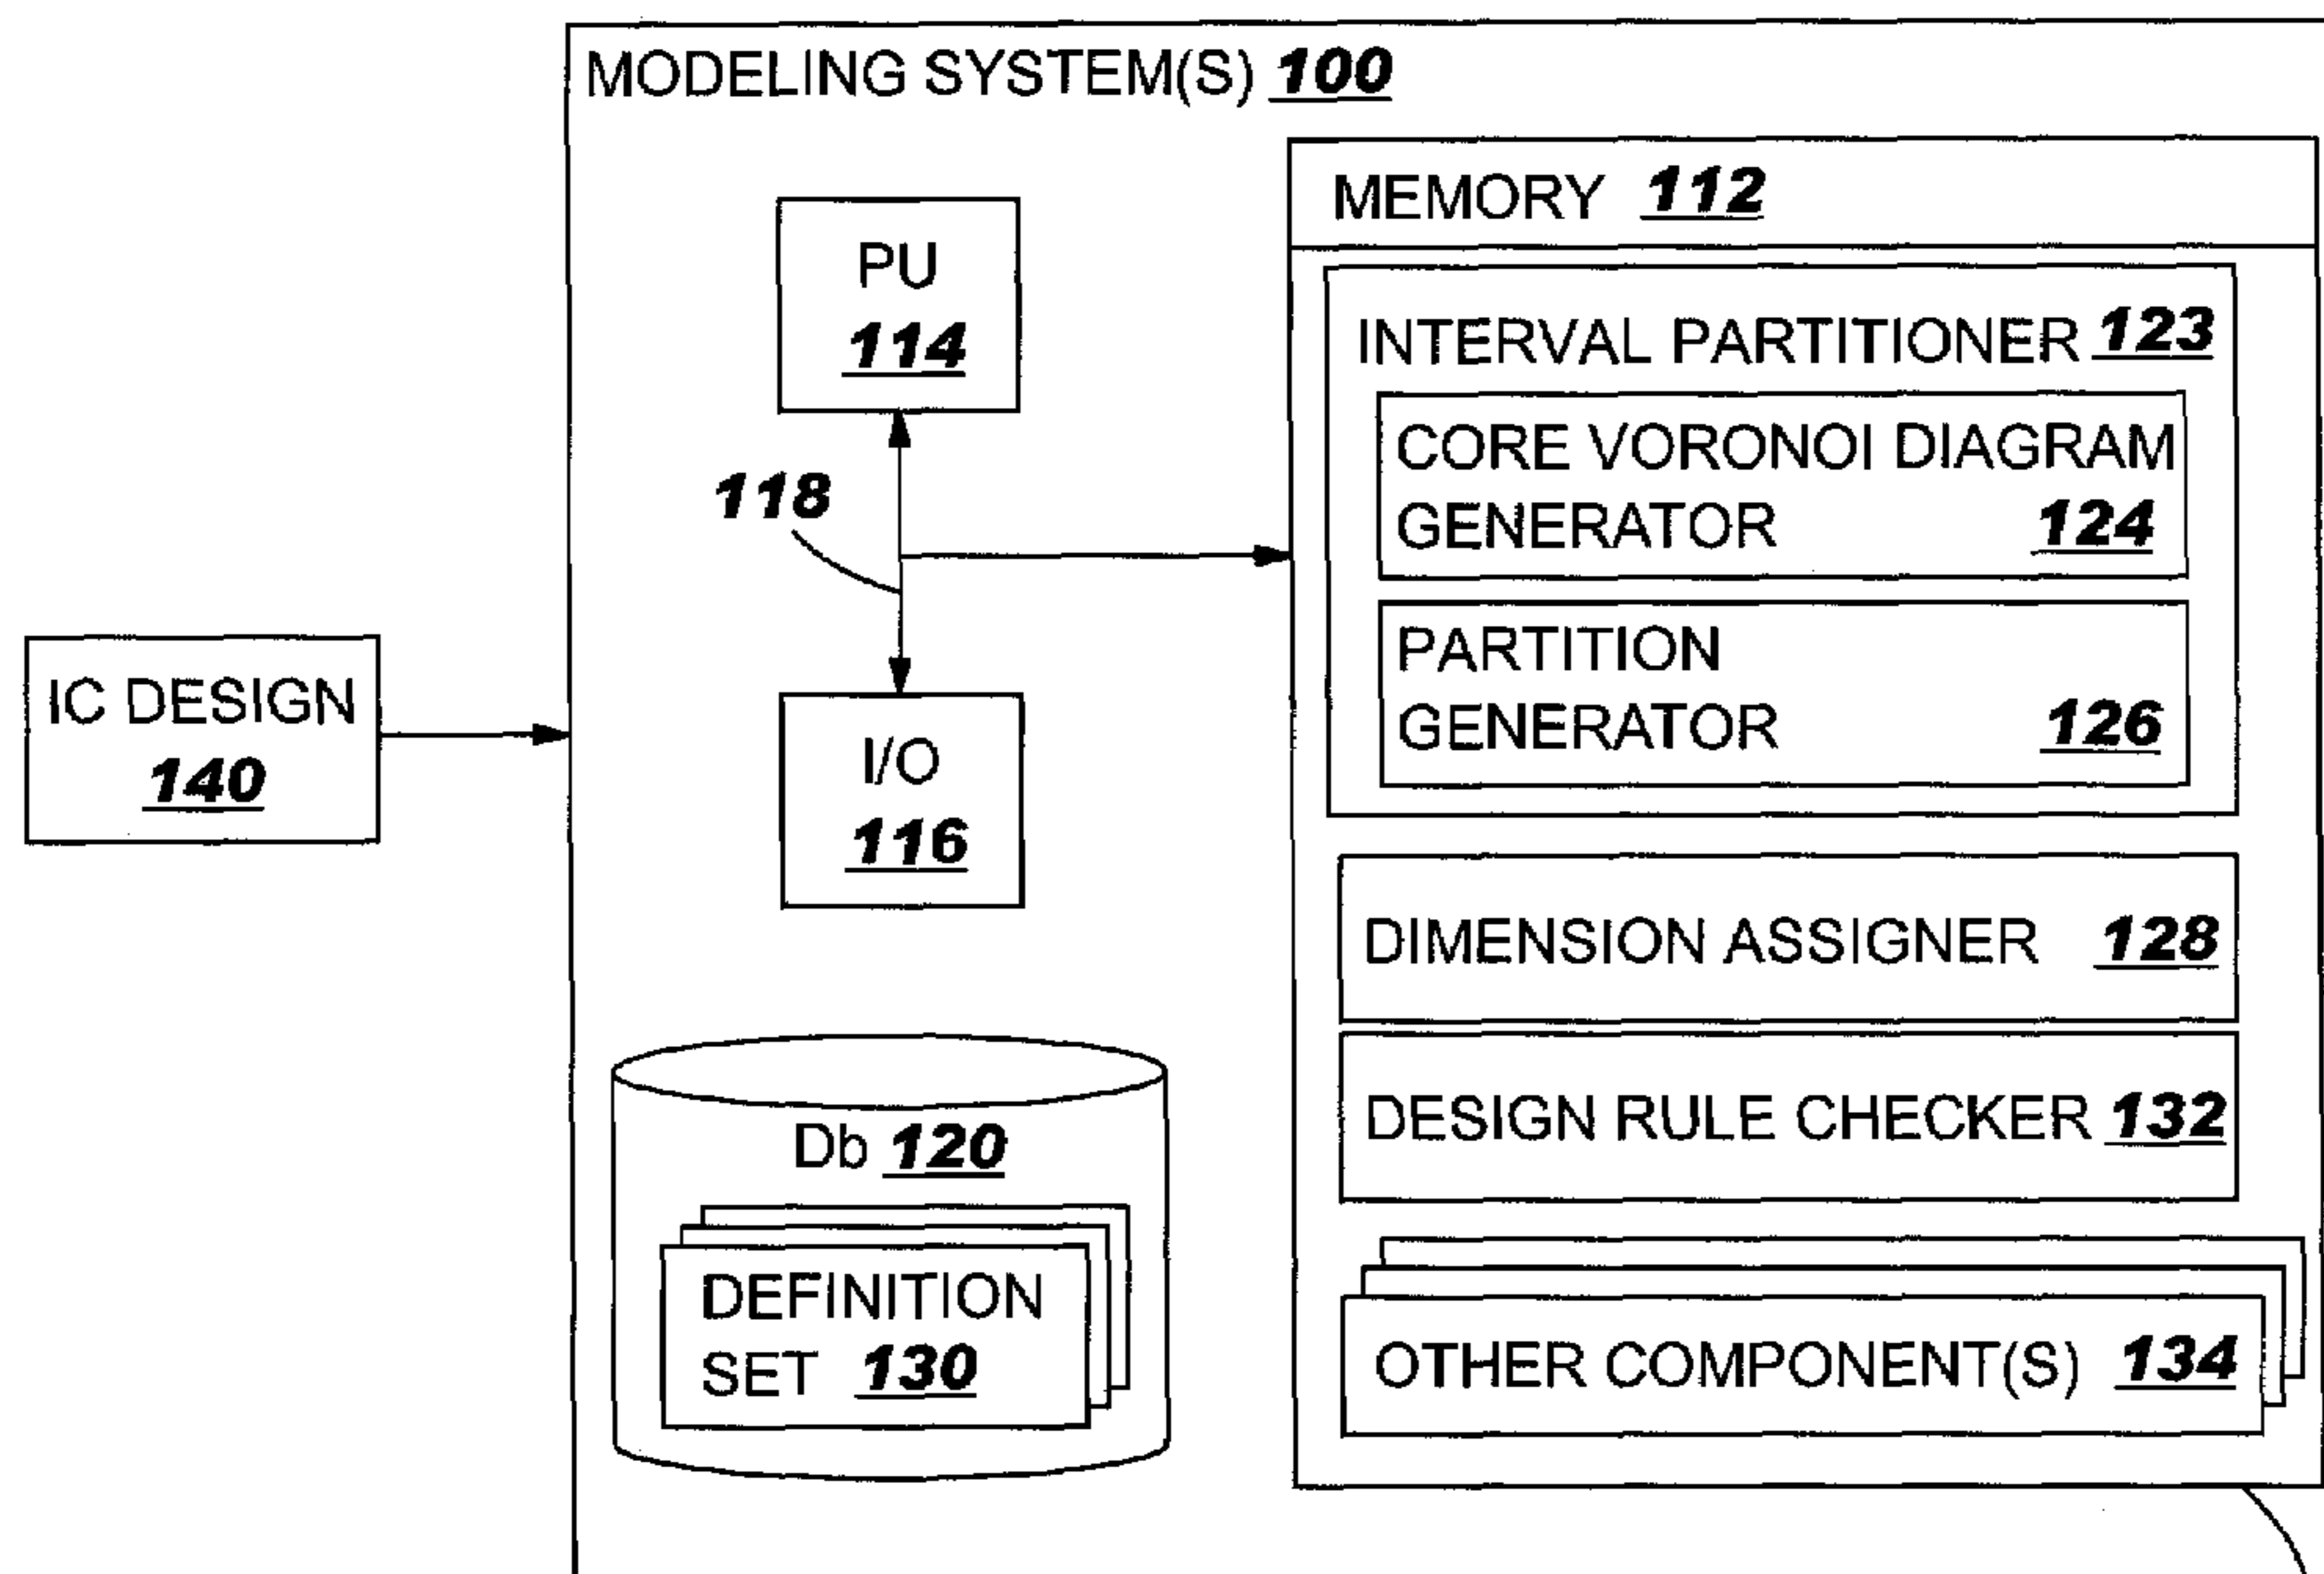 MODELING SYSTEM(S) 100
MEMORY 112
PU
114
INTERVAL PARTITIONER 123
CORE VORONOI DIAGRAM
GENERATOR 124
118
PARTITION
GENERATOR 126
IC DESIGN
140
I/O
116
DIMENSION ASSIGNER 128
DESIGN RULE CHECKER 132
Db 120
DEFINITION
SET 130
OTHER COMPONENT(S) 134